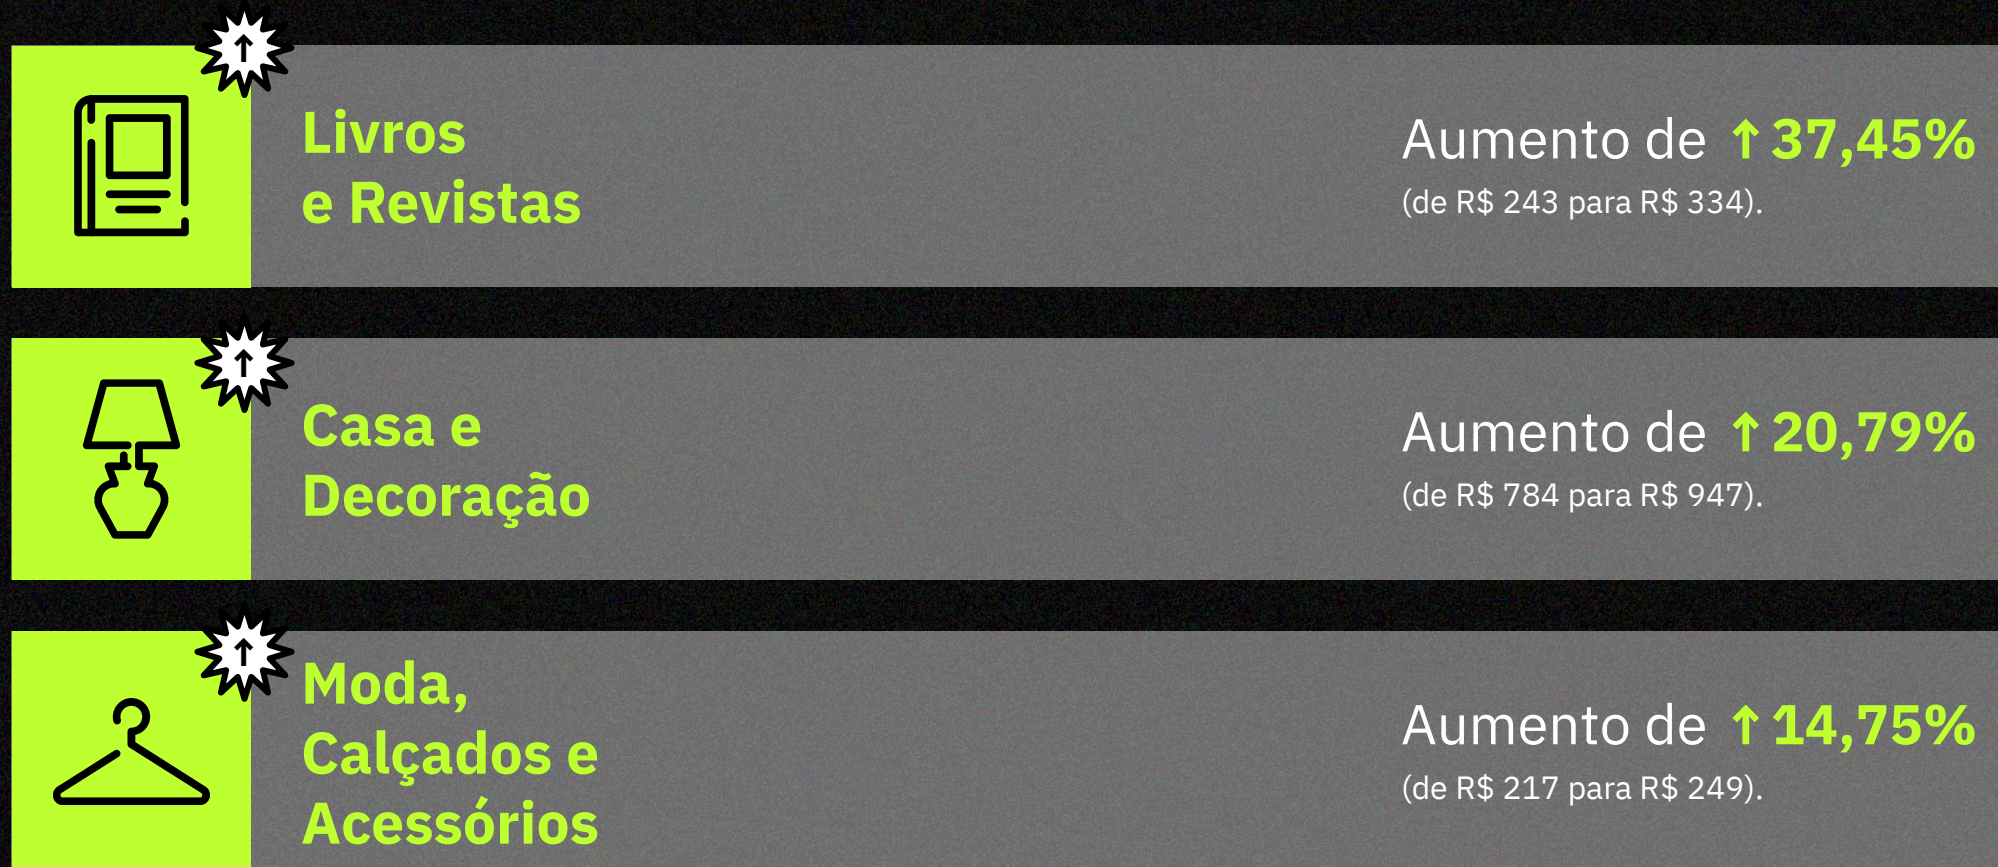 Livros
e Revistas
Aumento de ↑ 37,45%
(de R$ 243 para R$ 334).
Casa e
Decoração
Aumento de ↑ 20,79%
(de R$ 784 para R$ 947).
Moda,
Calçados e
Acessórios
Aumento de ↑ 14,75%
(de R$ 217 para R$ 249).